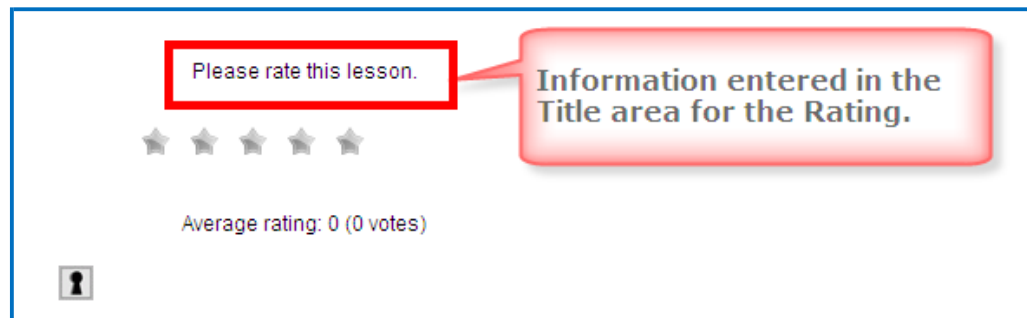 Please rate this lesson.
Information entered in the
Title area for the Rating.
Average rating: 0 (0 votes)